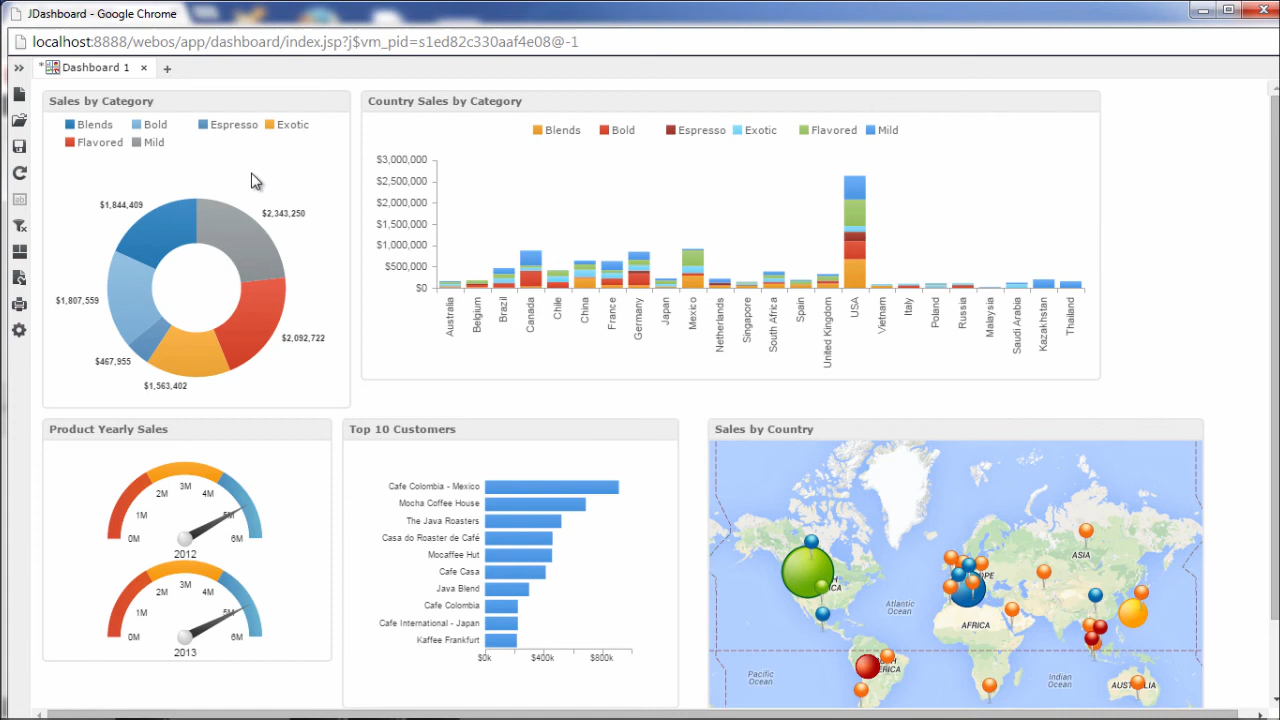 JDashboard - Google Chrome
localhost:8888/webos/app/dashboard/index.jsp?j$vm_pid=s1ed82c330aaf4e08@-1
* Dashboard 1 × +
Sales by Category
Blends Bold Espresso Exotic
Flavored Mild
$1,844,409
$2,343,250
$1,807,559
$2,092,722
$467,955
$1,563,402
Country Sales by Category
Blends Bold Espresso Exotic Flavored Mild
$3,000,000
$2,500,000
$2,000,000
$1,500,000
$1,000,000
$500,000
$0
Australia
Belgium
Brazil
Canada
Chile
China
France
Germany
Japan
Mexico
Netherlands
Singapore
South Africa
Spain
United Kingdom
USA
Vietnam
Italy
Poland
Russia
Malaysia
Saudi Arabia
Kazakhstan
Thailand
Product Yearly Sales
0M 1M 2M 3M 4M 5M 6M
2012
0M 1M 2M 3M 4M 5M 6M
2013
Top 10 Customers
Cafe Colombia - Mexico
Mocha Coffee House
The Java Roasters
Casa do Roaster de Café
Mocaffee Hut
Cafe Casa
Java Blend
Cafe Colombia
Cafe International - Japan
Kaffee Frankfurt
$0k $400k $800k
Sales by Country
ASIA
Atlantic
Ocean
AFRICA
Pacific
Ocean
Indian
Ocean